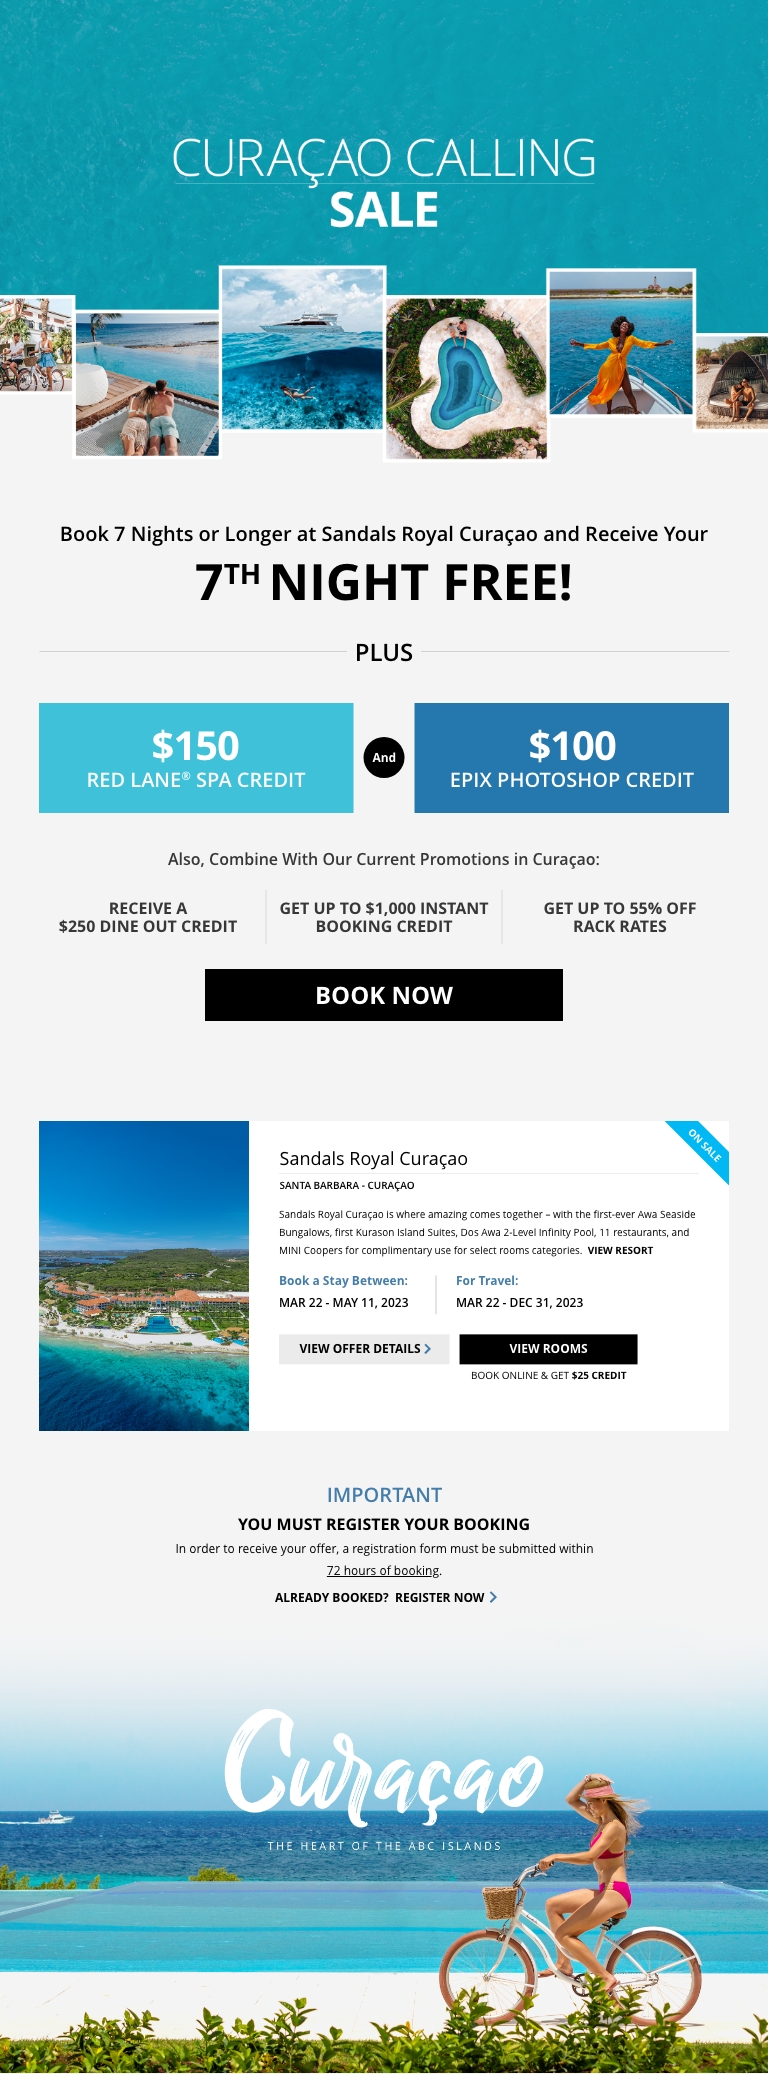 CURAÇAO CALLING
SALE
Book 7 Nights or Longer at Sandals Royal Curaçao and Receive Your
7TH NIGHT FREE!
PLUS
$150
RED LANE® SPA CREDIT
And
$100
EPIX PHOTOSHOP CREDIT
Also, Combine With Our Current Promotions in Curaçao:
RECEIVE A
$250 DINE OUT CREDIT
GET UP TO $1,000 INSTANT
BOOKING CREDIT
GET UP TO 55% OFF
RACK RATES
BOOK NOW
ON SALE
Sandals Royal Curaçao
SANTA BARBARA - CURAÇAO
Sandals Royal Curaçao is where amazing comes together – with the first-ever Awa Seaside
Bungalows, first Kurason Island Suites, Dos Awa 2-Level Infinity Pool, 11 restaurants, and
MINI Coopers for complimentary use for select rooms categories. VIEW RESORT
Book a Stay Between:
MAR 22 - MAY 11, 2023
For Travel:
MAR 22 - DEC 31, 2023
VIEW OFFER DETAILS
VIEW ROOMS
BOOK ONLINE & GET $25 CREDIT
IMPORTANT
YOU MUST REGISTER YOUR BOOKING
In order to receive your offer, a registration form must be submitted within
72 hours of booking.
ALREADY BOOKED? REGISTER NOW
Curaçao
THE HEART OF THE ABC ISLANDS